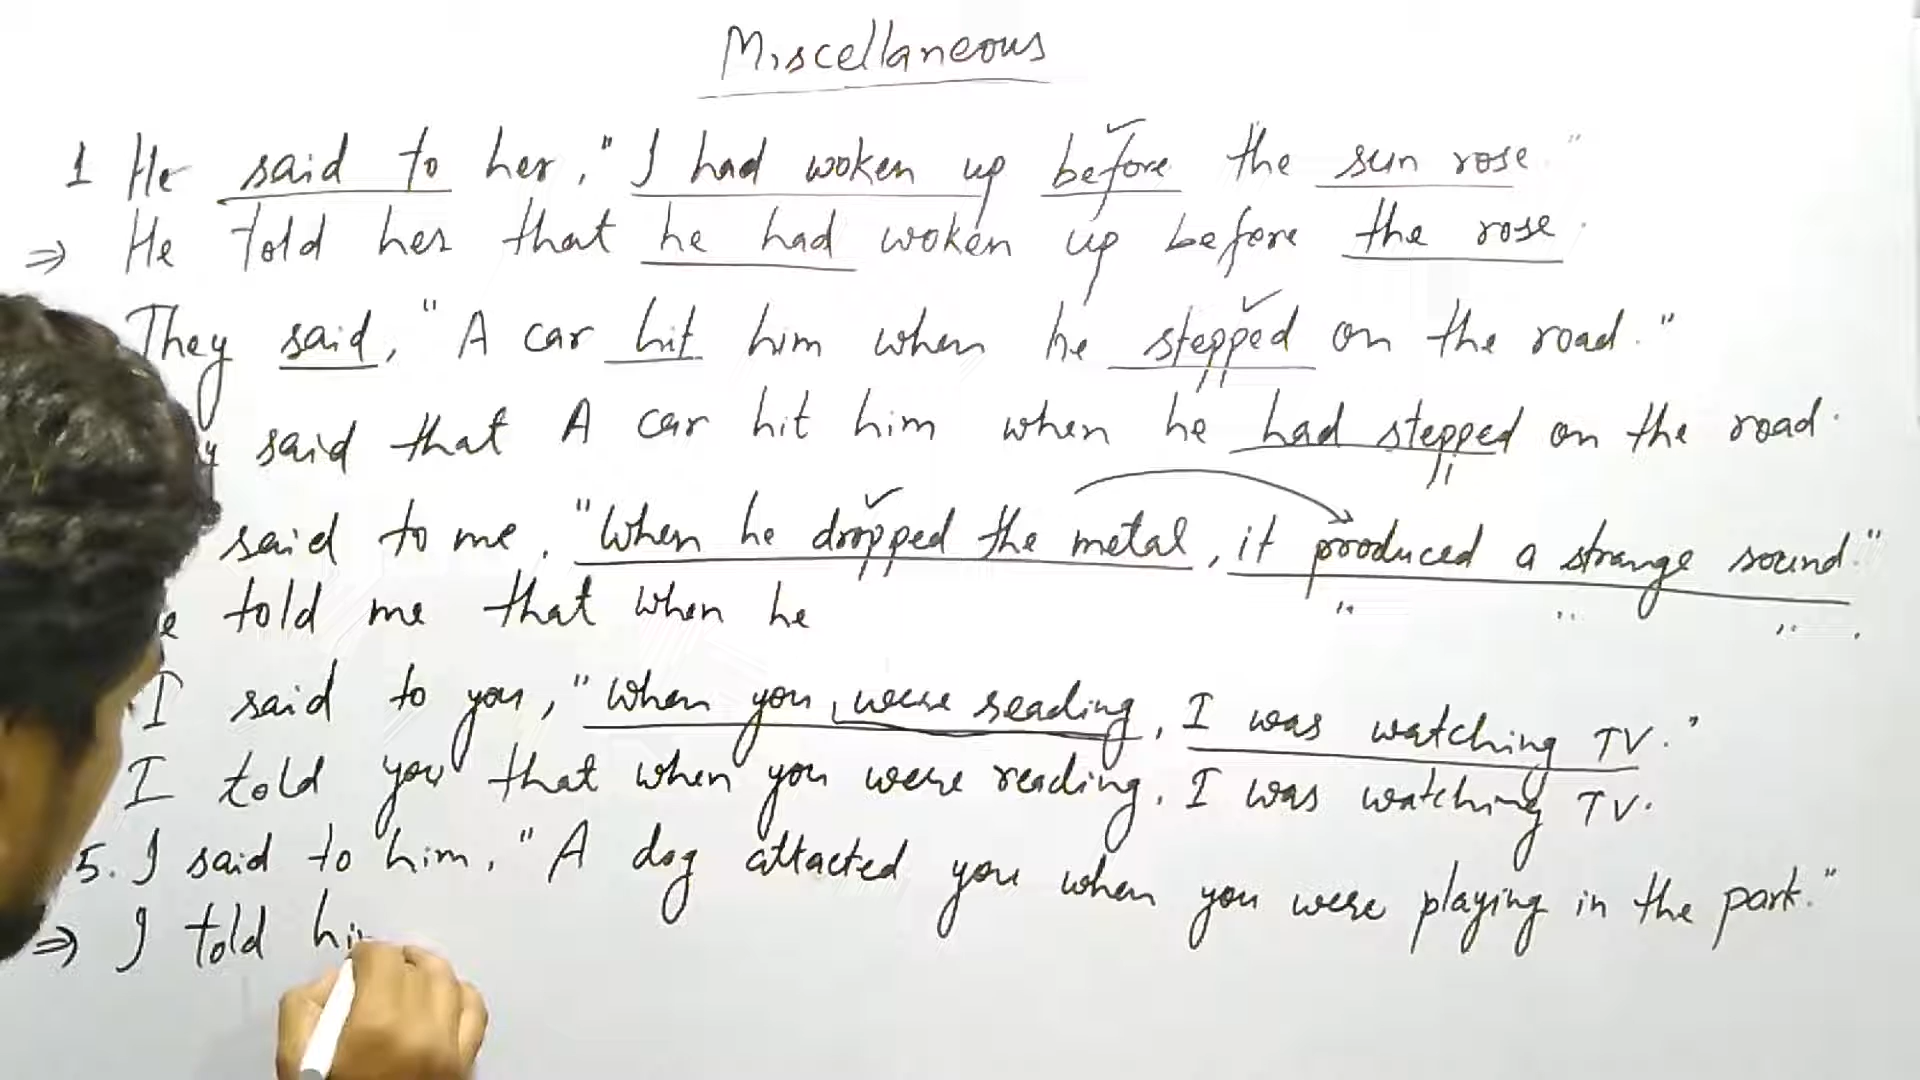 Miscellaneous
1 He said to her, "I had woken up before the sun rose."
⇒ He told her that he had woken up before the rose.
They said, "A car hit him when he stepped on the road."
said that A car hit him when he had stepped on the road.
said to me, "When he dropped the metal, it produced a strange sound."
told me that when he " " " .
I said to you, "When you were reading, I was watching TV."
I told you that when you were reading, I was watching TV.
5. I said to him, "A dog attacted you when you were playing in the park."
⇒ I told him